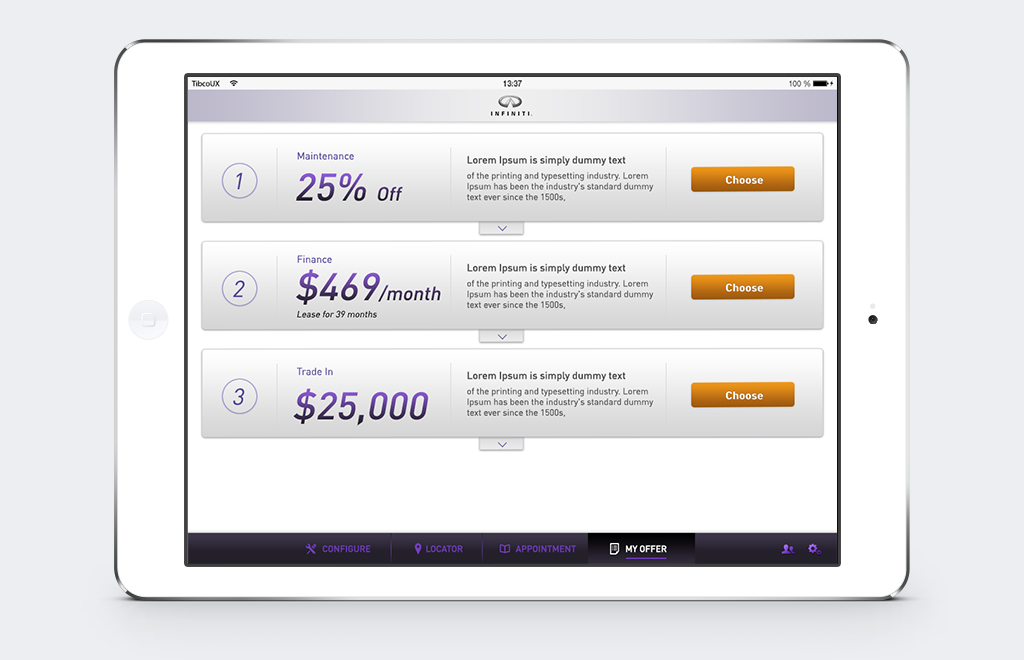 TibcoUX 13:37 100 %
INFINITI.
1
Maintenance
25% Off
Lorem Ipsum is simply dummy text
of the printing and typesetting industry. Lorem
Ipsum has been the industry's standard dummy
text ever since the 1500s,
Choose
2
Finance
$469/month
Lease for 39 months
Lorem Ipsum is simply dummy text
of the printing and typesetting industry. Lorem
Ipsum has been the industry's standard dummy
text ever since the 1500s,
Choose
3
Trade In
$25,000
Lorem Ipsum is simply dummy text
of the printing and typesetting industry. Lorem
Ipsum has been the industry's standard dummy
text ever since the 1500s,
Choose
CONFIGURE LOCATOR APPOINTMENT MY OFFER